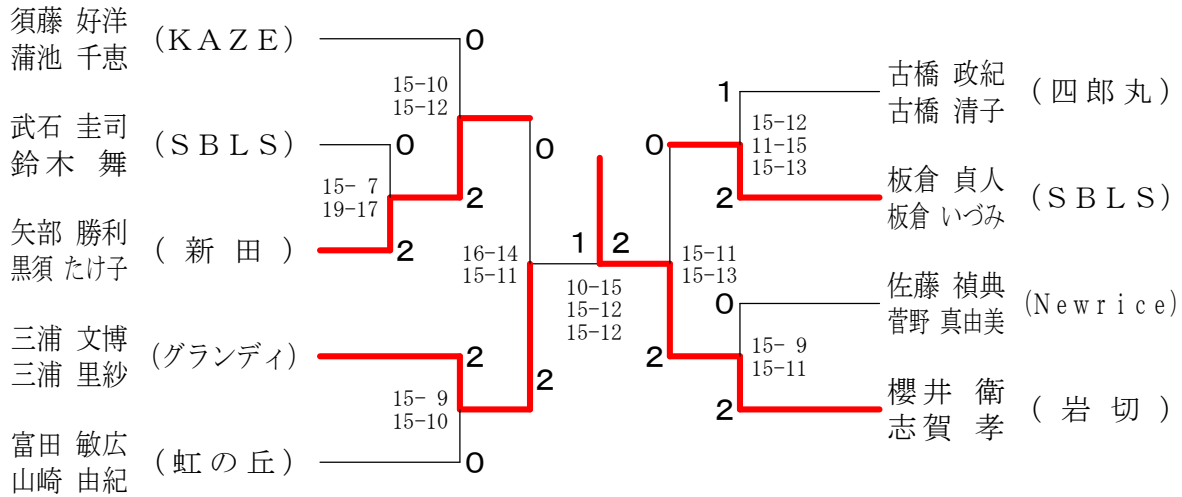 須藤 好洋
蒲池 千恵
(KAZE)
0
15-10
15-12
武石 圭司
鈴木 舞
(SBLS)
0
15- 7
19-17
2
矢部 勝利
黒須 たけ子
(新田)
2
0
16-14
15-11
三浦 文博
三浦 里紗
(グランディ)
2
15- 9
15-10
2
富田 敏広
山崎 由紀
(虹の丘)
0
1
2
10-15
15-12
15-12
古橋 政紀
古橋 清子
(四郎丸)
1
15-12
11-15
15-13
0
板倉 貞人
板倉 いづみ
(SBLS)
2
15-11
15-13
佐藤 禎典
菅野 真由美
(Newrice)
0
15- 9
15-11
2
櫻井 衛
志賀 孝
(岩切)
2